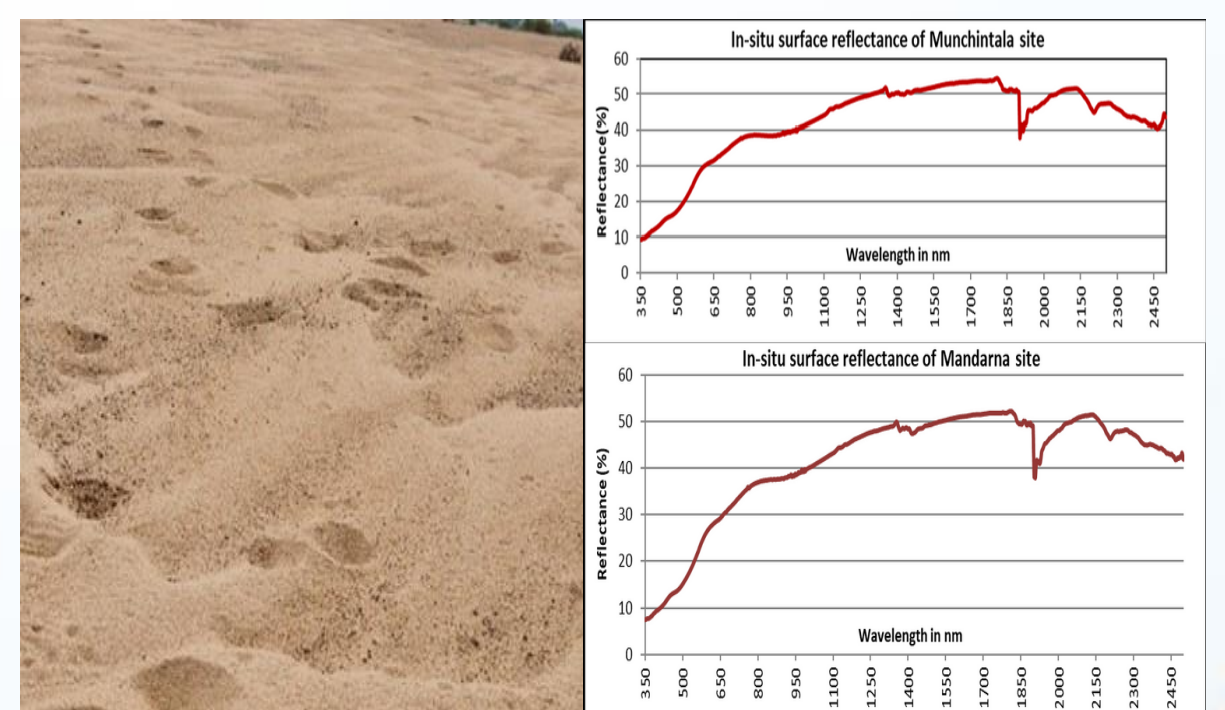 In-situ surface reflectance of Munchintala site
60
50
40
30
20
10
0
Reflectance(%)
Wavelength in nm
350 500 650 800 950 1100 1250 1400 1550 1700 1850 2000 2150 2300 2450
In-situ surface reflectance of Mandarna site
60
50
40
30
20
10
0
Reflectance (%)
Wavelength in nm
350 500 650 800 950 1100 1250 1400 1550 1700 1850 2000 2150 2300 2450